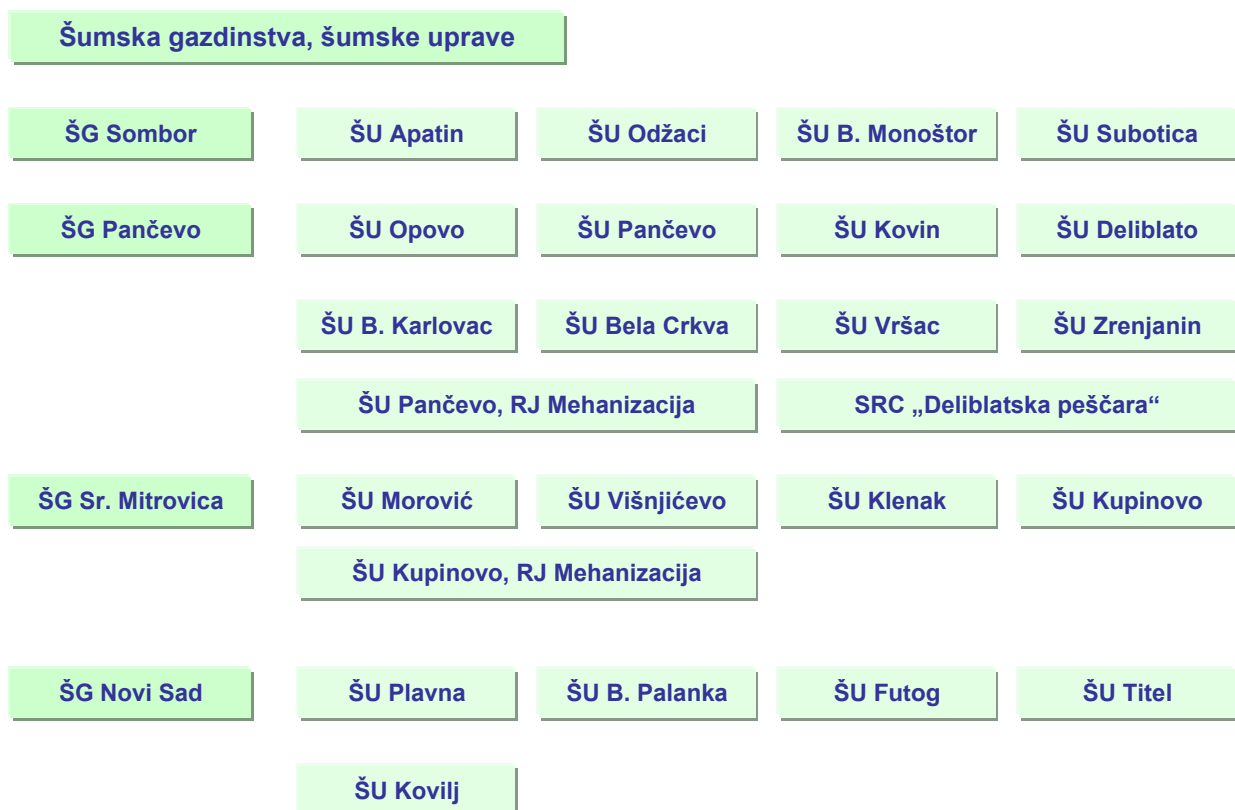 Šumska gazdinstva, šumske uprave
ŠG Sombor
ŠU Apatin
ŠU Odžaci
ŠU B. Monoštor
ŠU Subotica
ŠG Pančevo
ŠU Opovo
ŠU Pančevo
ŠU Kovin
ŠU Deliblato
ŠU B. Karlovac
ŠU Bela Crkva
ŠU Vršac
ŠU Zrenjanin
ŠU Pančevo, RJ Mehanizacija
SRC „Deliblatska peščara“
ŠG Sr. Mitrovica
ŠU Morović
ŠU Višnjićevo
ŠU Klenak
ŠU Kupinovo
ŠU Kupinovo, RJ Mehanizacija
ŠG Novi Sad
ŠU Plavna
ŠU B. Palanka
ŠU Futog
ŠU Titel
ŠU Kovilj